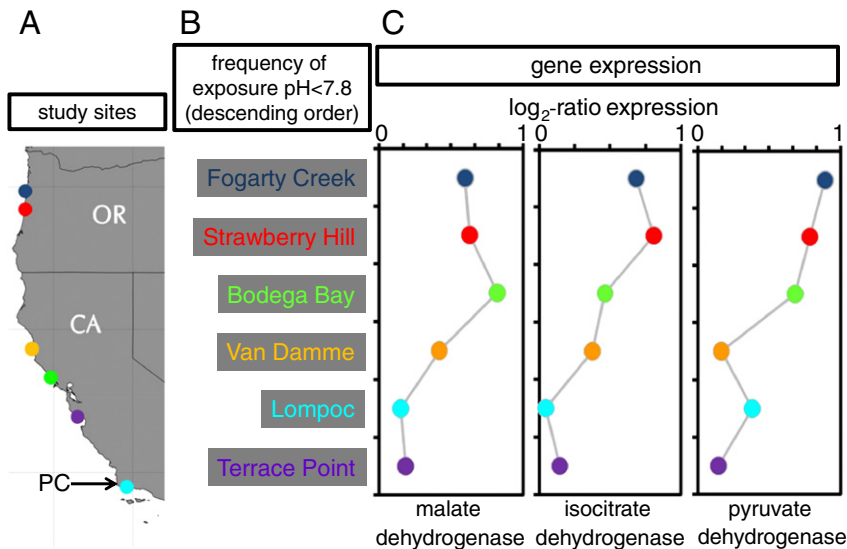 A
B
C
study sites
frequency of
exposure pH<7.8
(descending order)
gene expression
log2-ratio expression
0 1 0 1 0 1
OR
CA
PC
Fogarty Creek
Strawberry Hill
Bodega Bay
Van Damme
Lompoc
Terrace Point
malate
dehydrogenase
isocitrate
dehydrogenase
pyruvate
dehydrogenase